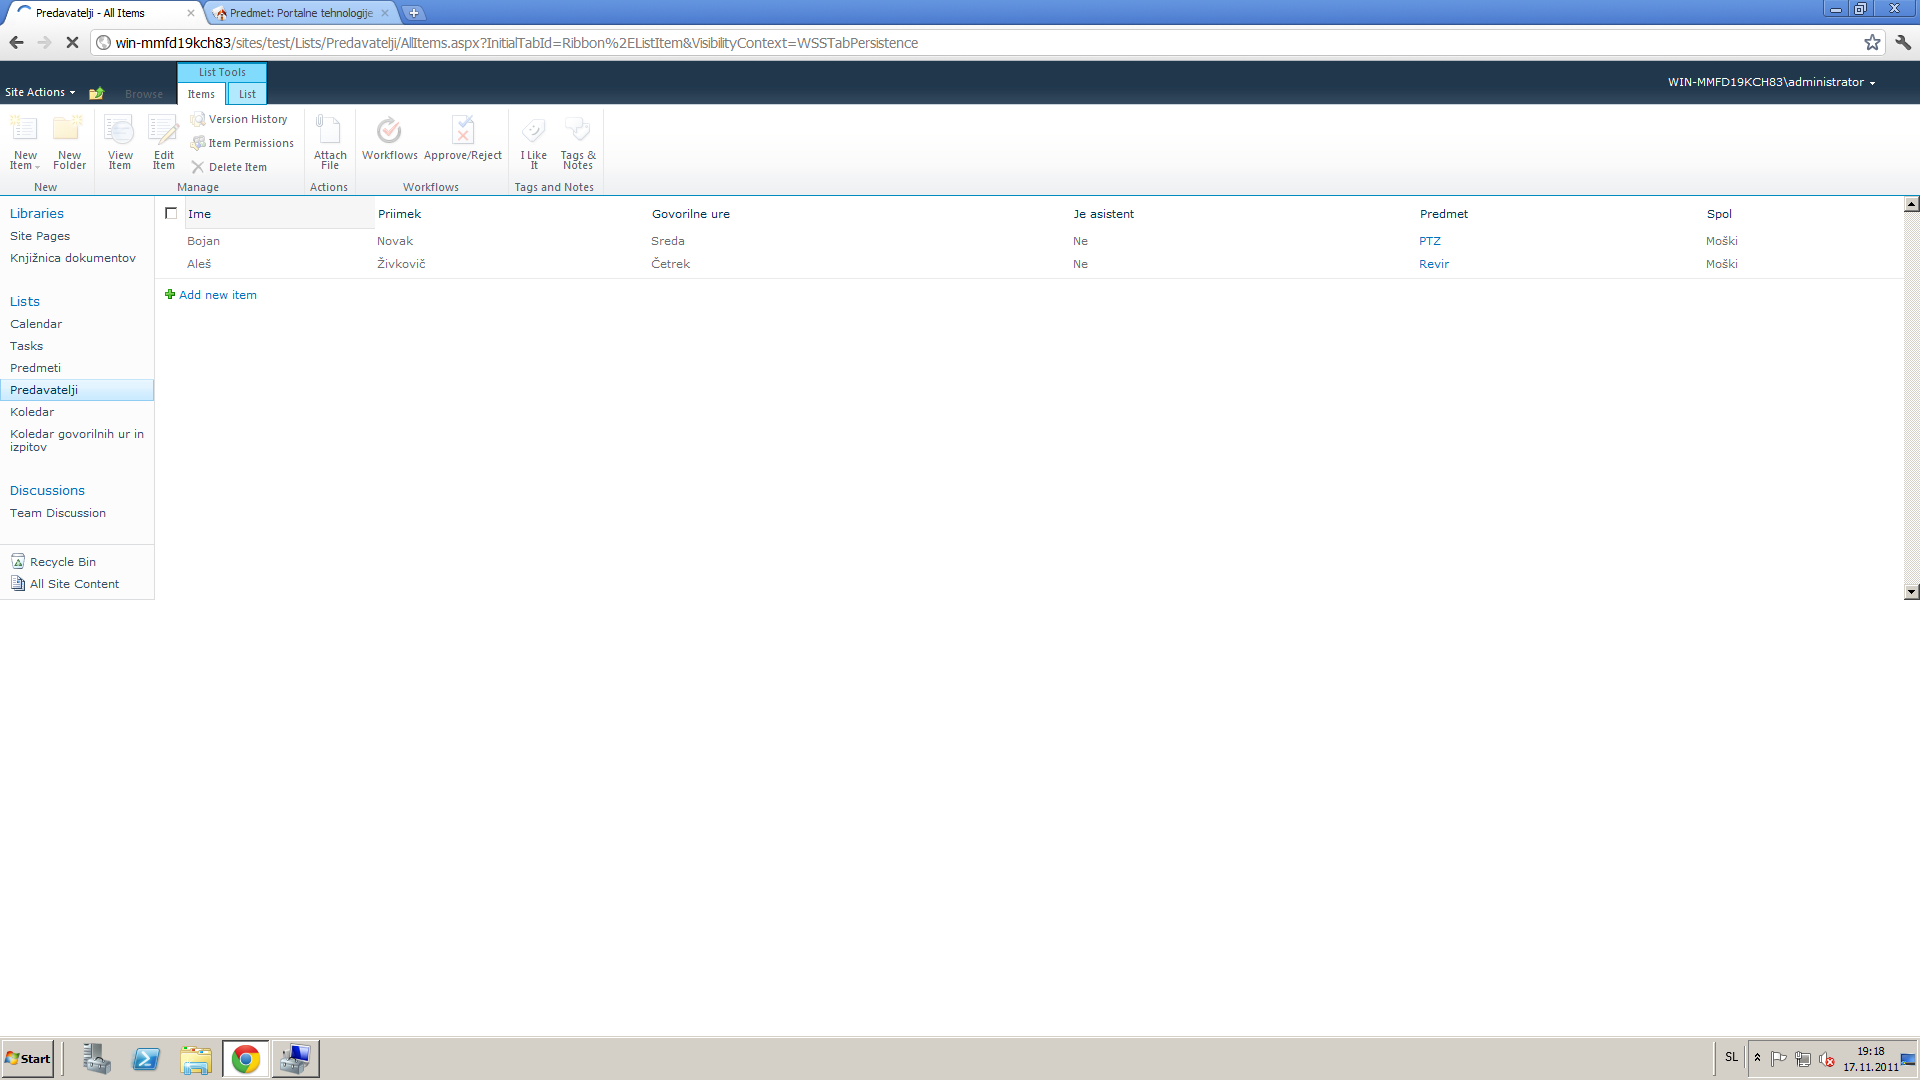 Predavatelji - All Items
Predmet: Portalne tehnologije
win-mmfd19kch83/sites/test/Lists/Predavatelji/AllItems.aspx?InitialTabId=Ribbon%2EListItem&VisibilityContext=WSSTabPersistence
List Tools
Site Actions
Browse
Items
List
WIN-MMFD19KCH83\administrator
New Item
New Folder
View Item
Edit Item
Version History
Item Permissions
Delete Item
Attach File
Workflows
Approve/Reject
I Like It
Tags & Notes
New
Manage
Actions
Workflows
Tags and Notes
Libraries
Site Pages
Knjižnica dokumentov
Lists
Calendar
Tasks
Predmeti
Predavatelji
Koledar
Koledar govorilnih ur in
izpitov
Discussions
Team Discussion
Recycle Bin
All Site Content
Ime Priimek Govorilne ure Je asistent Predmet Spol
Bojan Novak Sreda Ne PTZ Moški
Aleš Živkovič Četrek Ne Revir Moški
Add new item
Start
SL
19:18
17.11.2011